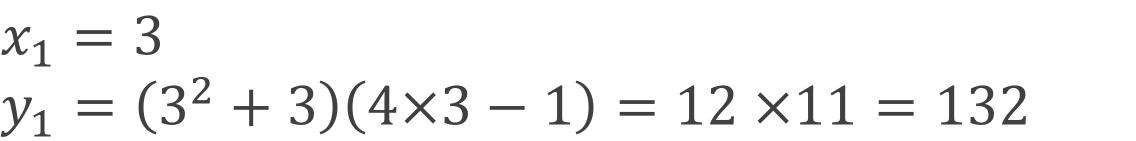 x₁ = 3
y₁ = (3² + 3)(4×3 − 1) = 12 ×11 = 132